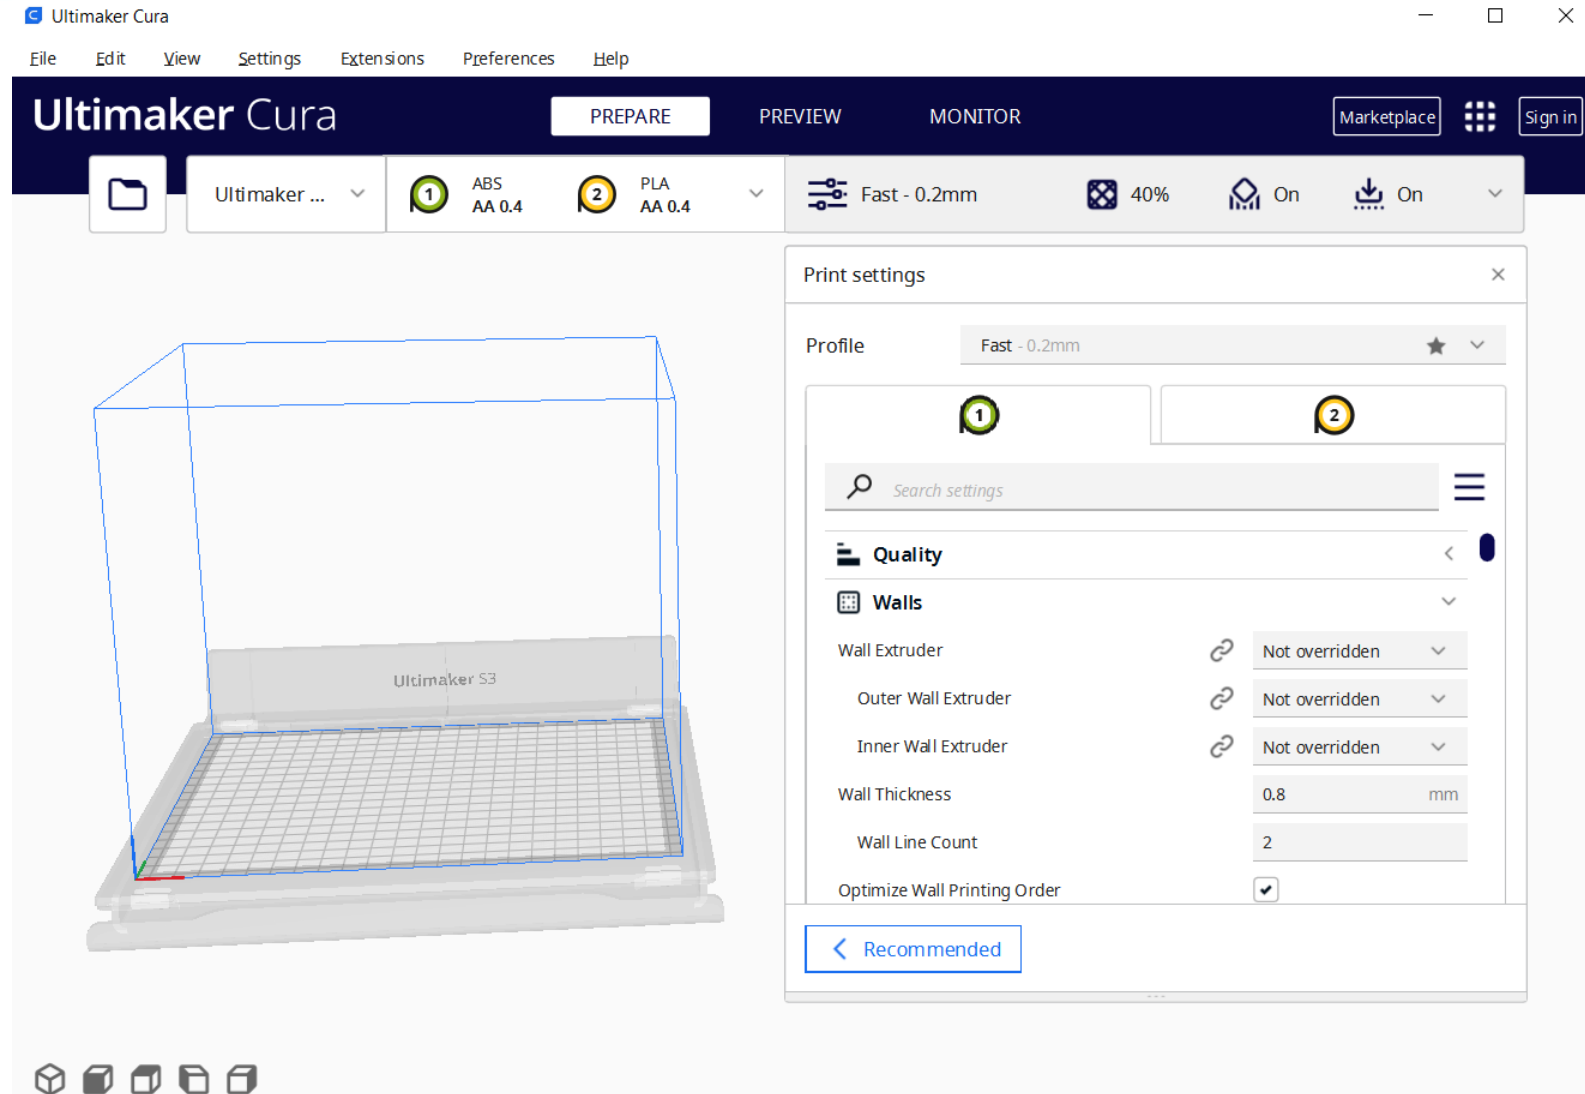 Ultimaker Cura
File Edit View Settings Extensions Preferences Help
Ultimaker Cura PREPARE PREVIEW MONITOR Marketplace Sign in
Ultimaker ... 1 ABS AA 0.4 2 PLA AA 0.4 Fast - 0.2mm 40% On On
Print settings
Profile Fast - 0.2mm
1 2
Search settings
Quality
Walls
Wall Extruder Not overridden
Outer Wall Extruder Not overridden
Inner Wall Extruder Not overridden
Wall Thickness 0.8 mm
Wall Line Count 2
Optimize Wall Printing Order
Recommended
Ultimaker S3